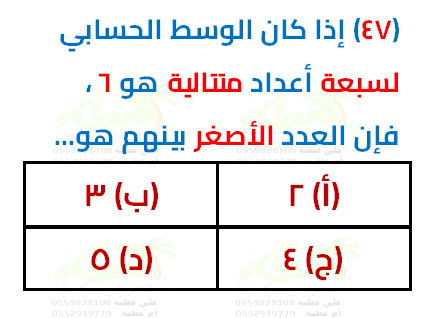 (٤٧) إذا كان الوسط الحسابي
لسبعة أعداد متتالية هو ٦ ،
فإن العدد الأصغر بينهم هو...
(أ) ٢
(ب) ٣
(ج) ٤
(د) ٥
علي عطية 0559828108
أم عطية 0552939779
علي عطية 0559828108
أم عطية 0552939779